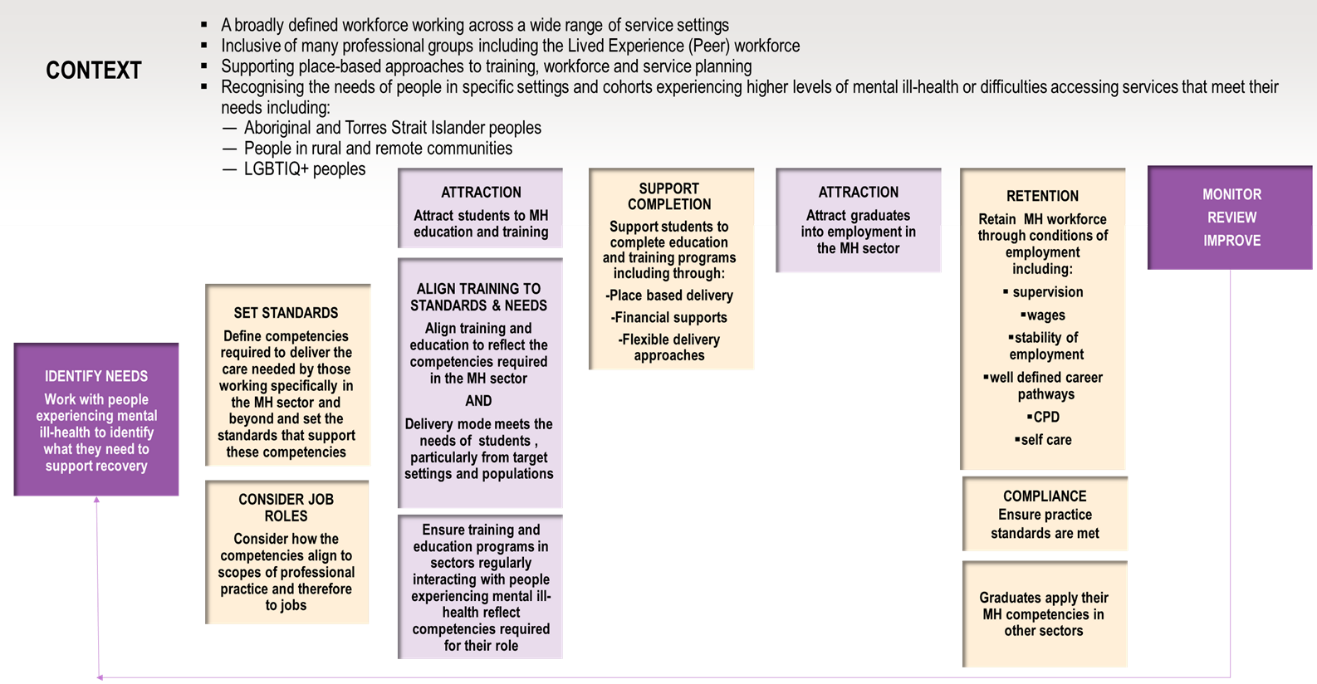 CONTEXT
▪ A broadly defined workforce working across a wide range of service settings
▪ Inclusive of many professional groups including the Lived Experience (Peer) workforce
▪ Supporting place-based approaches to training, workforce and service planning
▪ Recognising the needs of people in specific settings and cohorts experiencing higher levels of mental ill-health or difficulties accessing services that meet their
needs including:
— Aboriginal and Torres Strait Islander peoples
— People in rural and remote communities
— LGBTIQ+ peoples
IDENTIFY NEEDS
Work with people
experiencing mental
ill-health to identify
what they need to
support recovery
SET STANDARDS
Define competencies
required to deliver the
care needed by those
working specifically in
the MH sector and
beyond and set the
standards that support
these competencies
CONSIDER JOB
ROLES
Consider how the
competencies align to
scopes of professional
practice and therefore
to jobs
ATTRACTION
Attract students to MH
education and training
ALIGN TRAINING TO
STANDARDS & NEEDS
Align training and
education to reflect the
competencies required
in the MH sector
AND
Delivery mode meets the
needs of students ,
particularly from target
settings and populations
Ensure training and
education programs in
sectors regularly
interacting with people
experiencing mental ill-
health reflect
competencies required
for their role
SUPPORT
COMPLETION
Support students to
complete education
and training programs
including through:
-Place based delivery
-Financial supports
-Flexible delivery
approaches
ATTRACTION
Attract graduates
into employment in
the MH sector
RETENTION
Retain MH workforce
through conditions of
employment
including:
▪ supervision
▪wages
▪stability of
employment
▪well defined career
pathways
▪CPD
▪self care
COMPLIANCE
Ensure practice
standards are met
Graduates apply their
MH competencies in
other sectors
MONITOR
REVIEW
IMPROVE